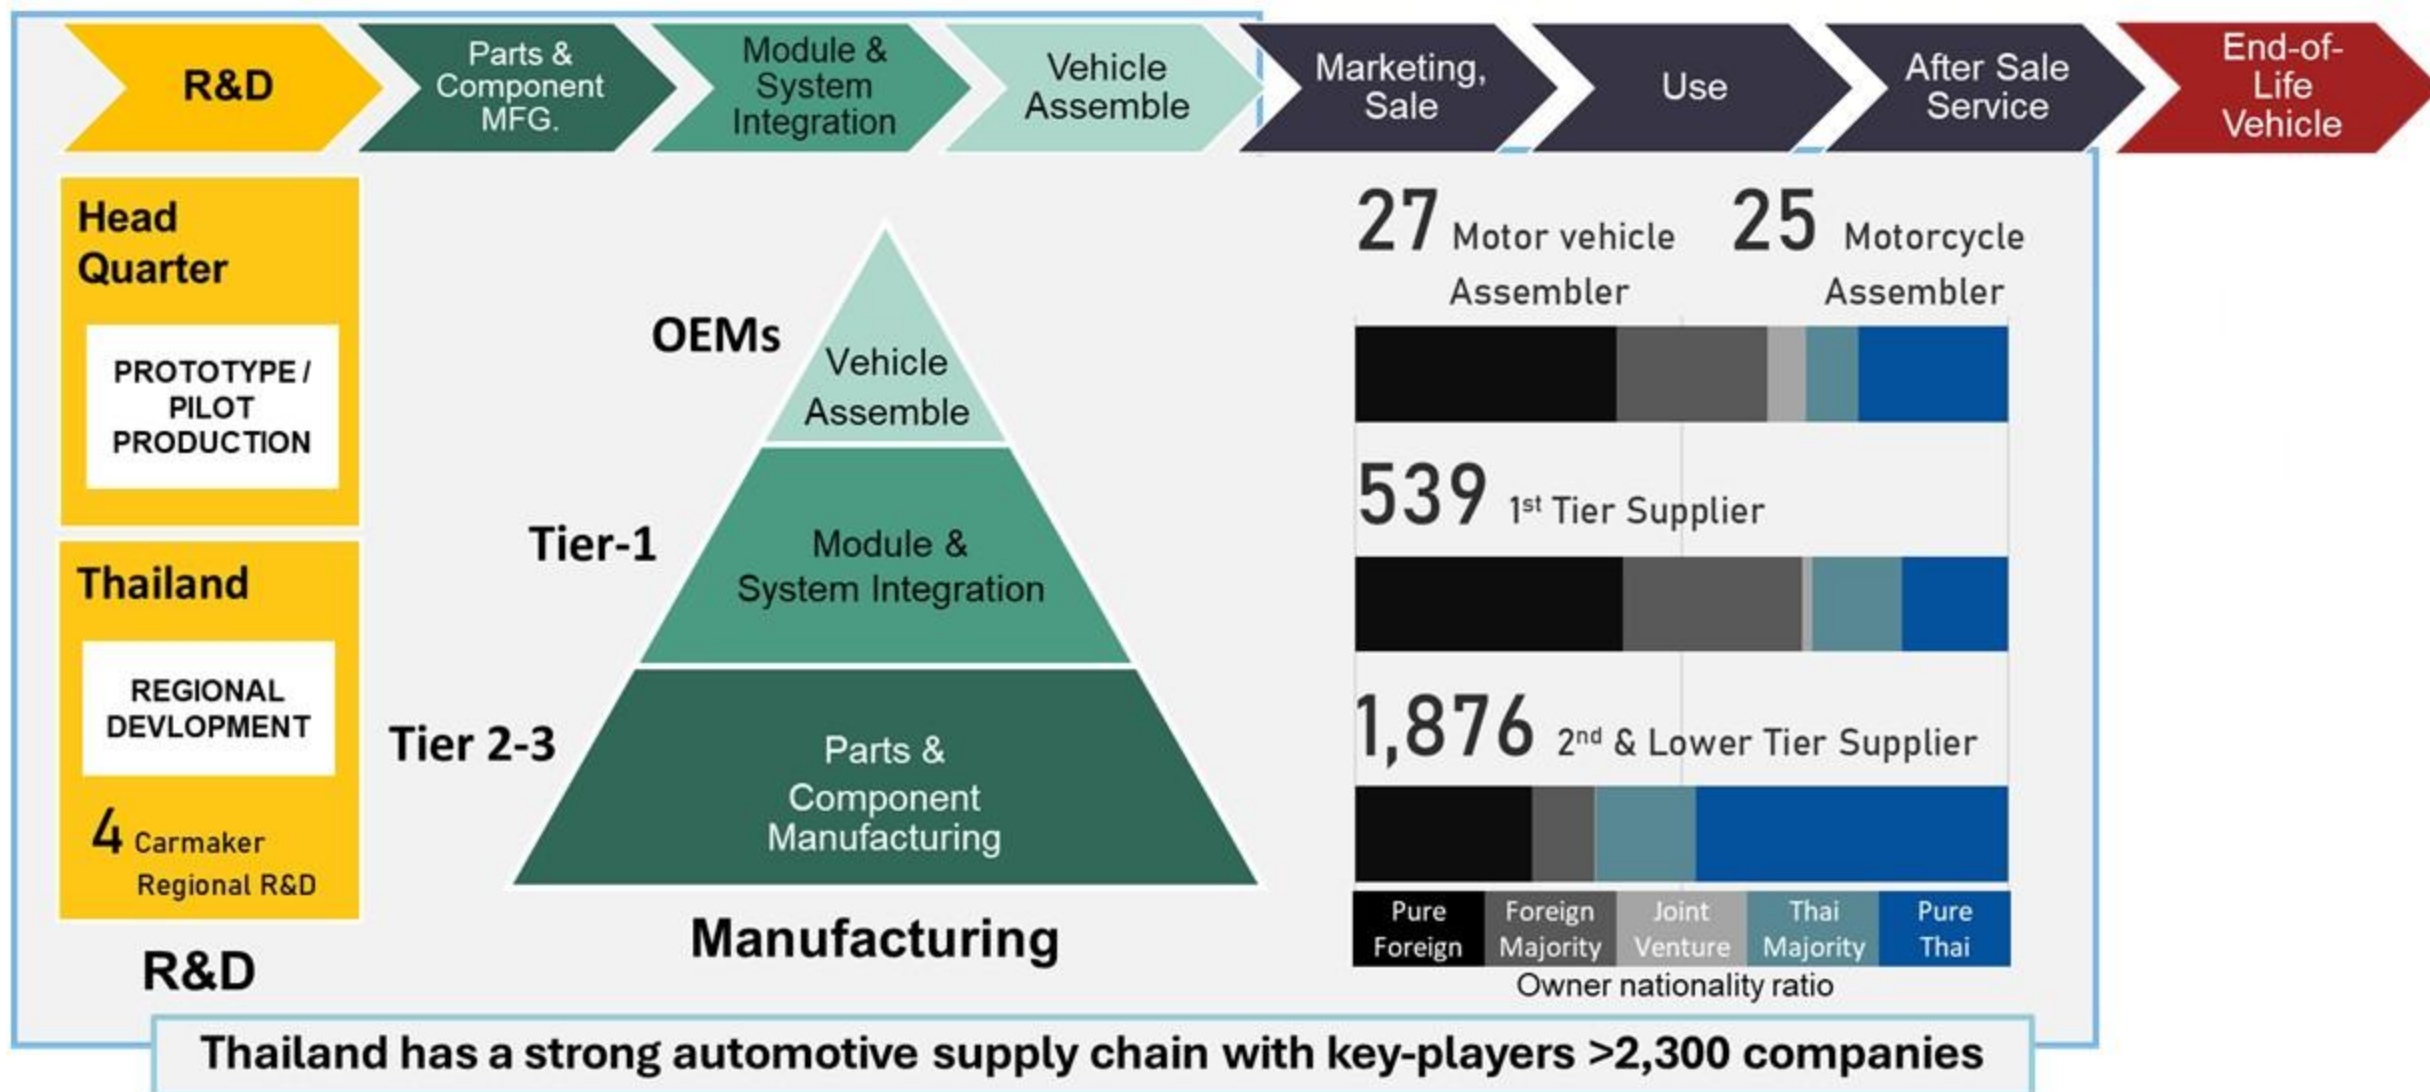 R&D
Parts &
Component
MFG.
Module &
System
Integration
Vehicle
Assemble
Marketing,
Sale
Use
After Sale
Service
End-of-
Life
Vehicle
Head
Quarter
PROTOTYPE /
PILOT
PRODUCTION
Thailand
REGIONAL
DEVLOPMENT
4 Carmaker
Regional R&D
R&D
OEMs
Vehicle
Assemble
Tier-1
Module &
System Integration
Tier 2-3
Parts &
Component
Manufacturing
Manufacturing
27 Motor vehicle
Assembler
25 Motorcycle
Assembler
539 1st Tier Supplier
1,876 2nd & Lower Tier Supplier
Pure
Foreign
Foreign
Majority
Joint
Venture
Thai
Majority
Pure
Thai
Owner nationality ratio
Thailand has a strong automotive supply chain with key-players >2,300 companies